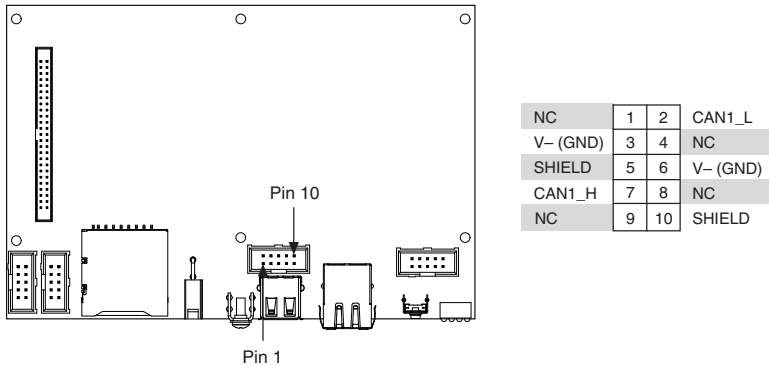 Pin 10
Pin 1
NC 1 2 CAN1_L
V– (GND) 3 4 NC
SHIELD 5 6 V– (GND)
CAN1_H 7 8 NC
NC 9 10 SHIELD